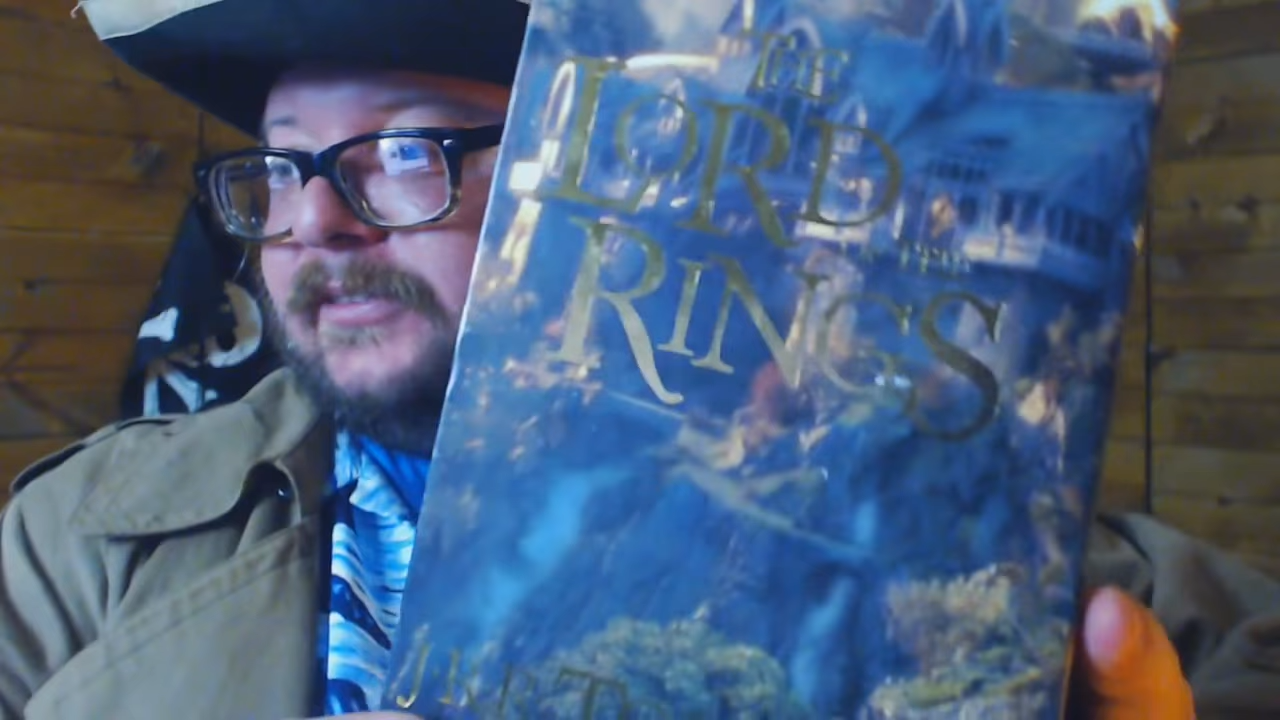 THE
LORD
OF THE
RINGS
J.R.R.T